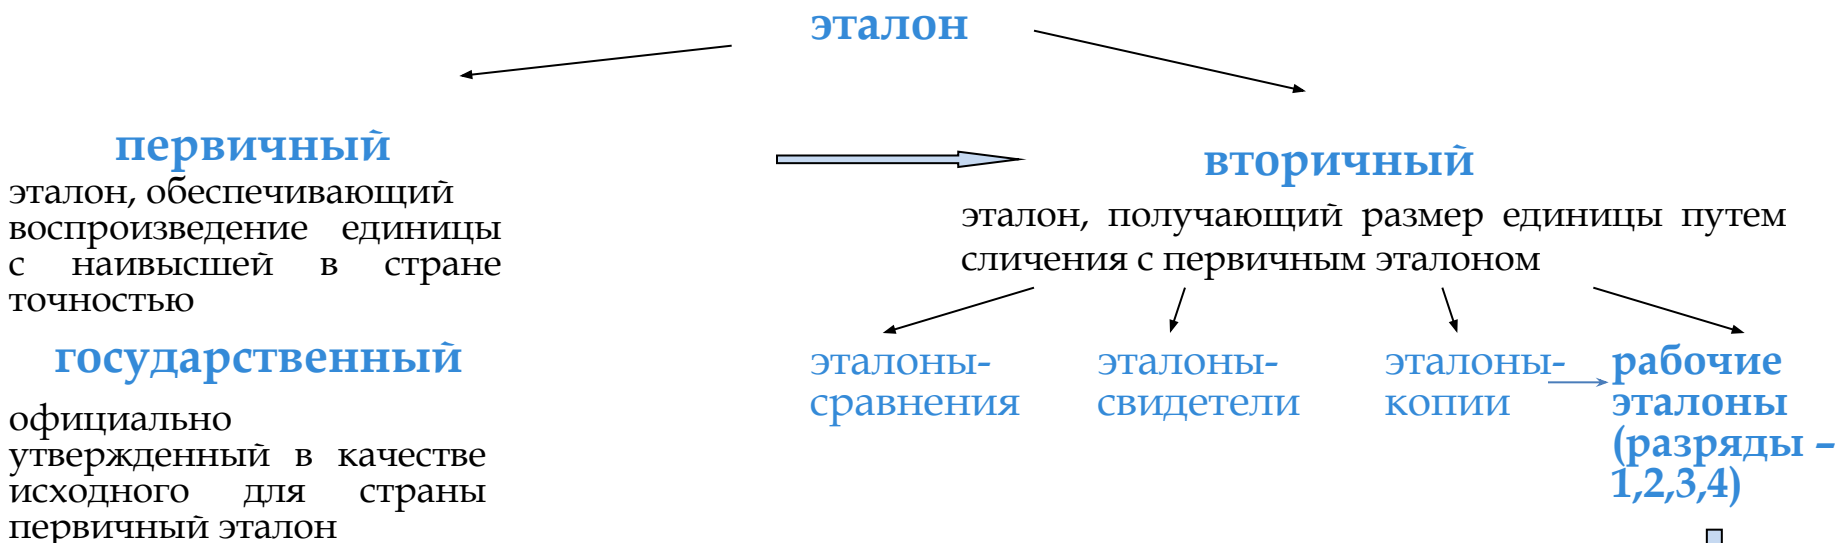 эталон
первичный
эталон, обеспечивающий
воспроизведение единицы
с наивысшей в стране
точностью
государственный
официально
утвержденный в качестве
исходного для страны
первичный эталон
вторичный
эталон, получающий размер единицы путем
сличения с первичным эталоном
эталоны-
сравнения
эталоны-
свидетели
эталоны-
копии
рабочие
эталоны
(разряды –
1,2,3,4)